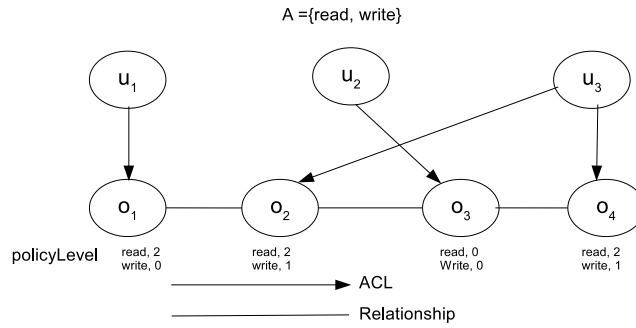 A ={read, write}
u₁
u₂
u₃
o₁
o₂
o₃
o₄
policyLevel
read, 2
write, 0
read, 2
write, 1
read, 0
Write, 0
read, 2
write, 1
ACL
Relationship